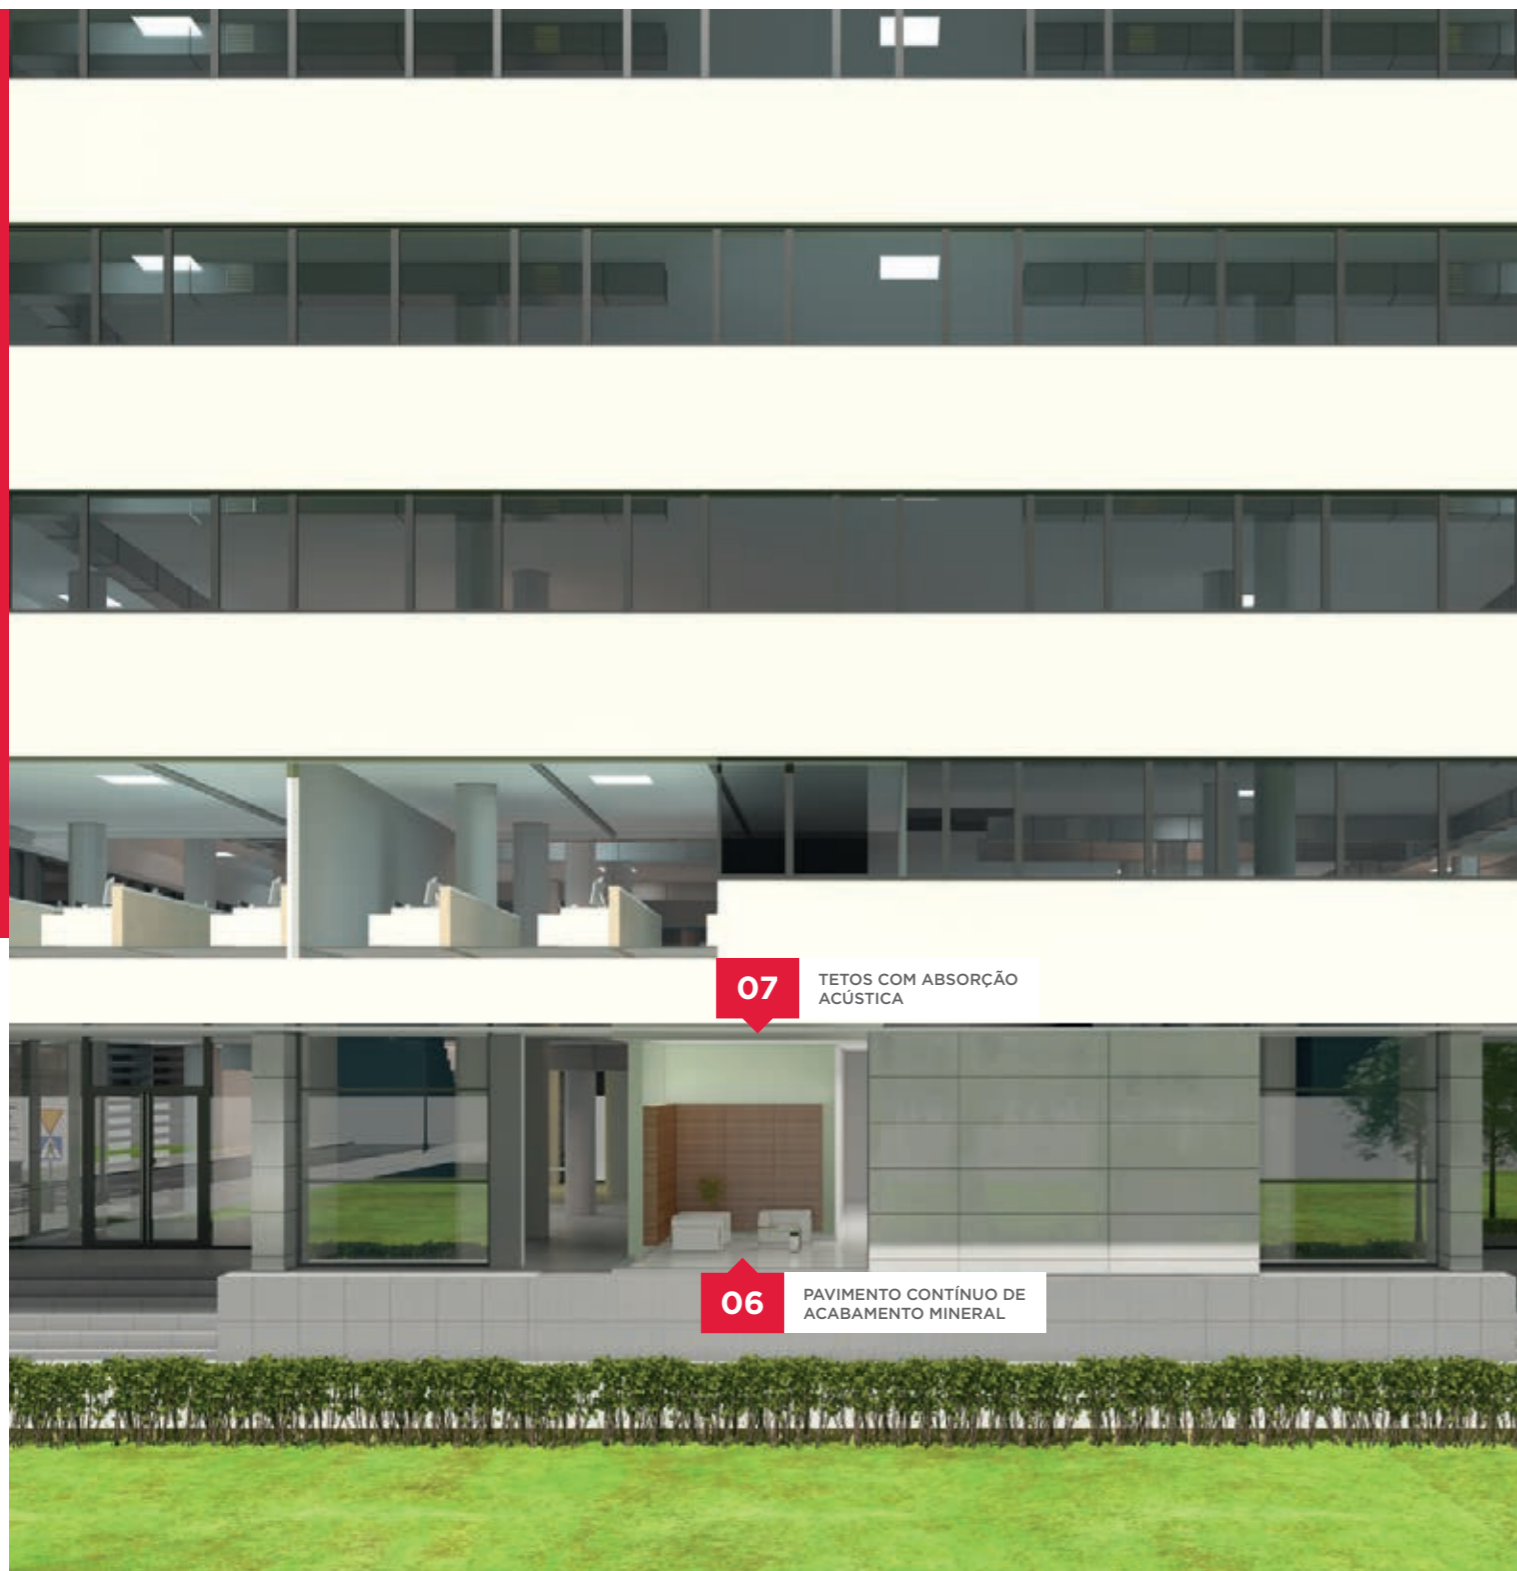 07
TETOS COM ABSORÇÃO
ACÚSTICA
06
PAVIMENTO CONTÍNUO DE
ACABAMENTO MINERAL